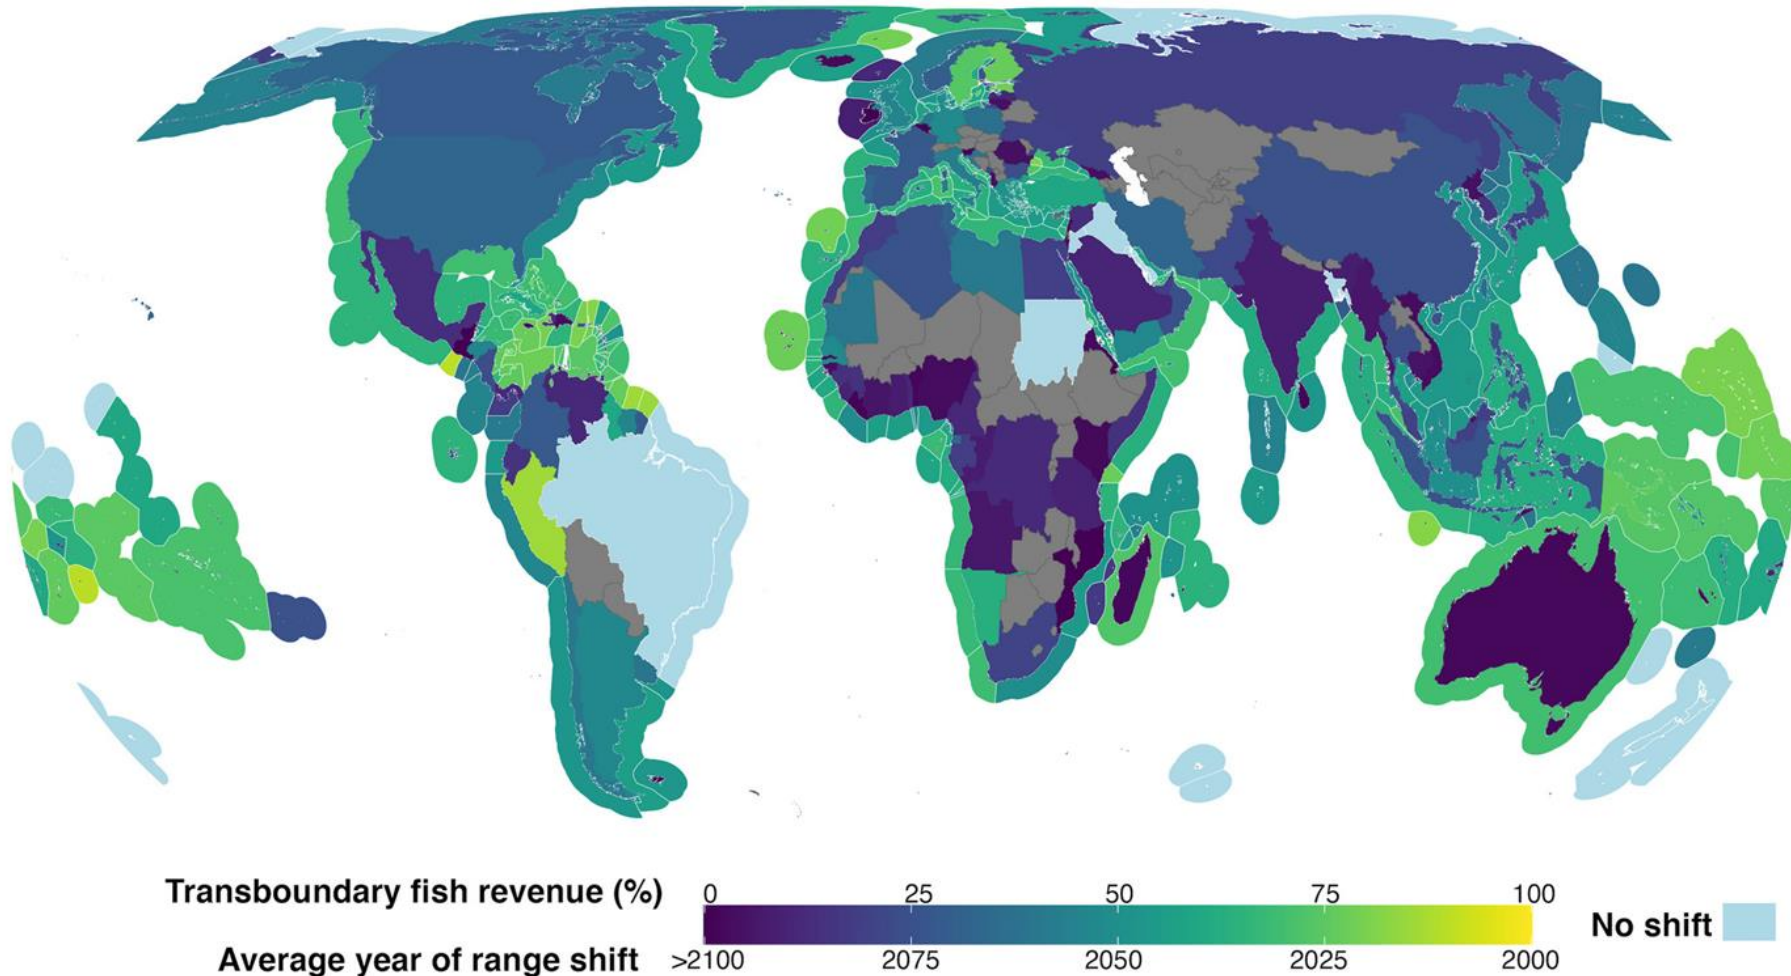 Transboundary fish revenue (%) 0 25 50 75 100
No shift
Average year of range shift >2100 2075 2050 2025 2000